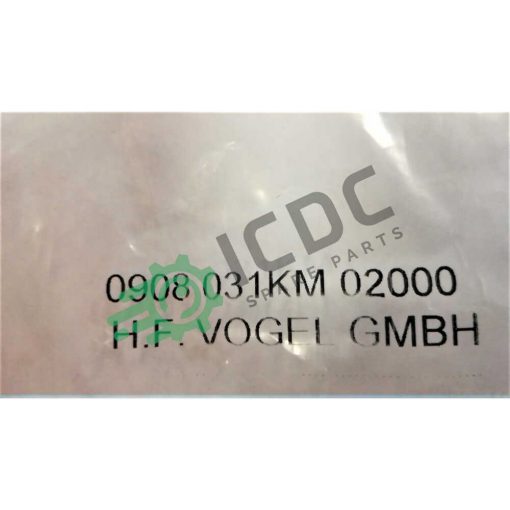 ICDC
SPARE PARTS
0908 031KM 02000
H.F. VOGEL GMBH